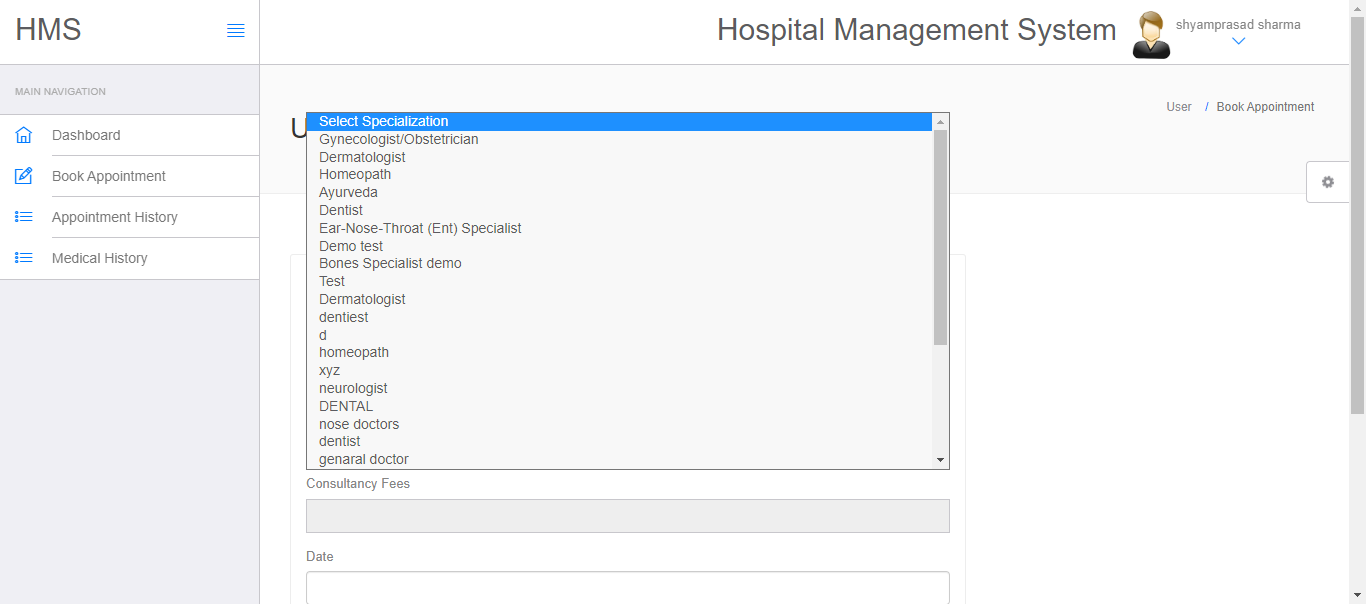 HMS
Hospital Management System
shyamprasad sharma
MAIN NAVIGATION
Dashboard
Book Appointment
Appointment History
Medical History
User / Book Appointment
U
Select Specialization
Gynecologist/Obstetrician
Dermatologist
Homeopath
Ayurveda
Dentist
Ear-Nose-Throat (Ent) Specialist
Demo test
Bones Specialist demo
Test
Dermatologist
dentiest
d
homeopath
xyz
neurologist
DENTAL
nose doctors
dentist
genaral doctor
Consultancy Fees
Date